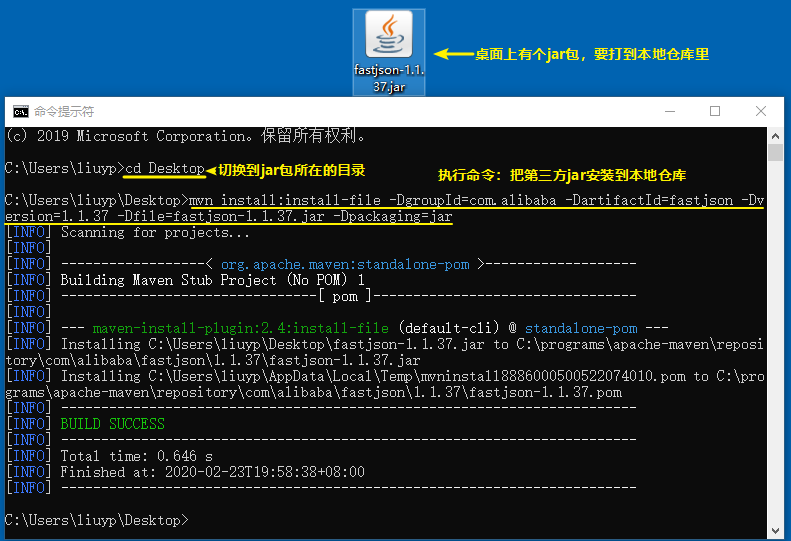 fastjson-1.1.
37.jar
桌面上有个jar包，要打到本地仓库里
命令提示符
(c) 2019 Microsoft Corporation。保留所有权利。
C:\Users\liuyp>cd Desktop
切换到jar包所在的目录
执行命令：把第三方jar安装到本地仓库
C:\Users\liuyp\Desktop>mvn install:install-file -DgroupId=com.alibaba -DartifactId=fastjson -Dv
ersion=1.1.37 -Dfile=fastjson-1.1.37.jar -Dpackaging=jar
[INFO] Scanning for projects...
[INFO]
[INFO] ------------------< org.apache.maven:standalone-pom >-------------------
[INFO] Building Maven Stub Project (No POM) 1
[INFO] --------------------------------[ pom ]---------------------------------
[INFO]
[INFO] --- maven-install-plugin:2.4:install-file (default-cli) @ standalone-pom ---
[INFO] Installing C:\Users\liuyp\Desktop\fastjson-1.1.37.jar to C:\programs\apache-maven\reposi
tory\com\alibaba\fastjson\1.1.37\fastjson-1.1.37.jar
[INFO] Installing C:\Users\liuyp\AppData\Local\Temp\mvninstall8886000500522074010.pom to C:\pro
grams\apache-maven\repository\com\alibaba\fastjson\1.1.37\fastjson-1.1.37.pom
[INFO] ------------------------------------------------------------------------
[INFO] BUILD SUCCESS
[INFO] ------------------------------------------------------------------------
[INFO] Total time: 0.646 s
[INFO] Finished at: 2020-02-23T19:58:38+08:00
[INFO] ------------------------------------------------------------------------
C:\Users\liuyp\Desktop>